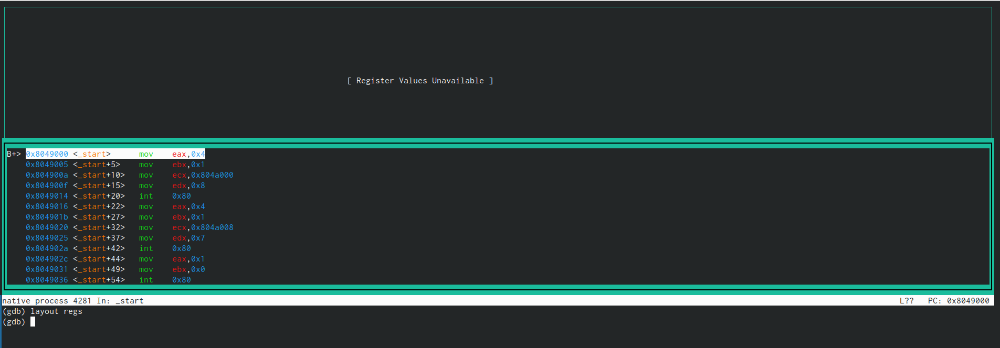 [ Register Values Unavailable ]
B+> 0x8049000 <_start> mov eax,0x4
0x8049005 <_start+5> mov ebx,0x1
0x804900a <_start+10> mov ecx,0x804a000
0x804900f <_start+15> mov edx,0x8
0x8049014 <_start+20> int 0x80
0x8049016 <_start+22> mov eax,0x4
0x804901b <_start+27> mov ebx,0x1
0x8049020 <_start+32> mov ecx,0x804a008
0x8049025 <_start+37> mov edx,0x7
0x804902a <_start+42> int 0x80
0x804902c <_start+44> mov eax,0x1
0x8049031 <_start+49> mov ebx,0x0
0x8049036 <_start+54> int 0x80
native process 4281 In: _start L?? PC: 0x8049000
(gdb) layout regs
(gdb)